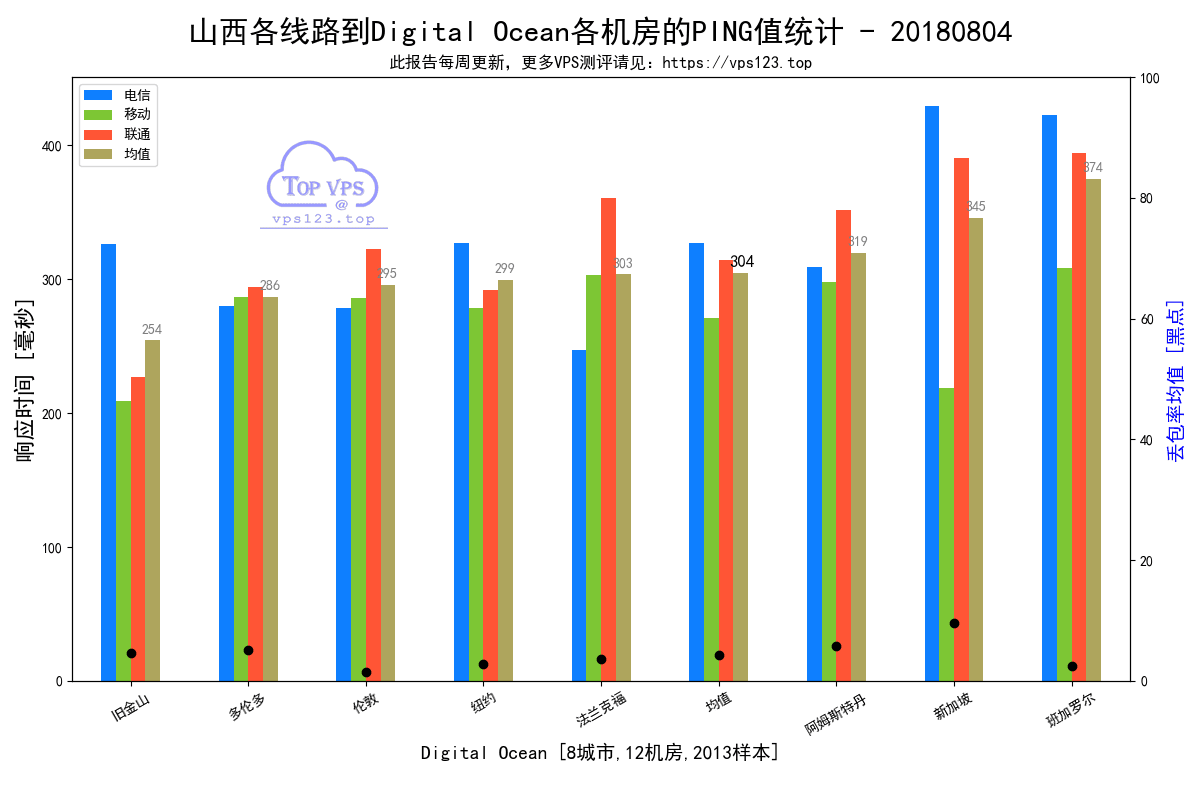 山西各线路到Digital Ocean各机房的PING值统计 - 20180804
此报告每周更新，更多VPS测评请见：https://vps123.top
电信
移动
联通
均值
TOP VPS
@
vps123.top
响应时间 [毫秒]
400
300
200
100
0
254
286
295
299
303
304
319
345
374
100
80
60
40
20
0
丢包率均值 [黑点]
旧金山
多伦多
伦敦
纽约
法兰克福
均值
阿姆斯特丹
新加坡
班加罗尔
Digital Ocean [8城市,12机房,2013样本]